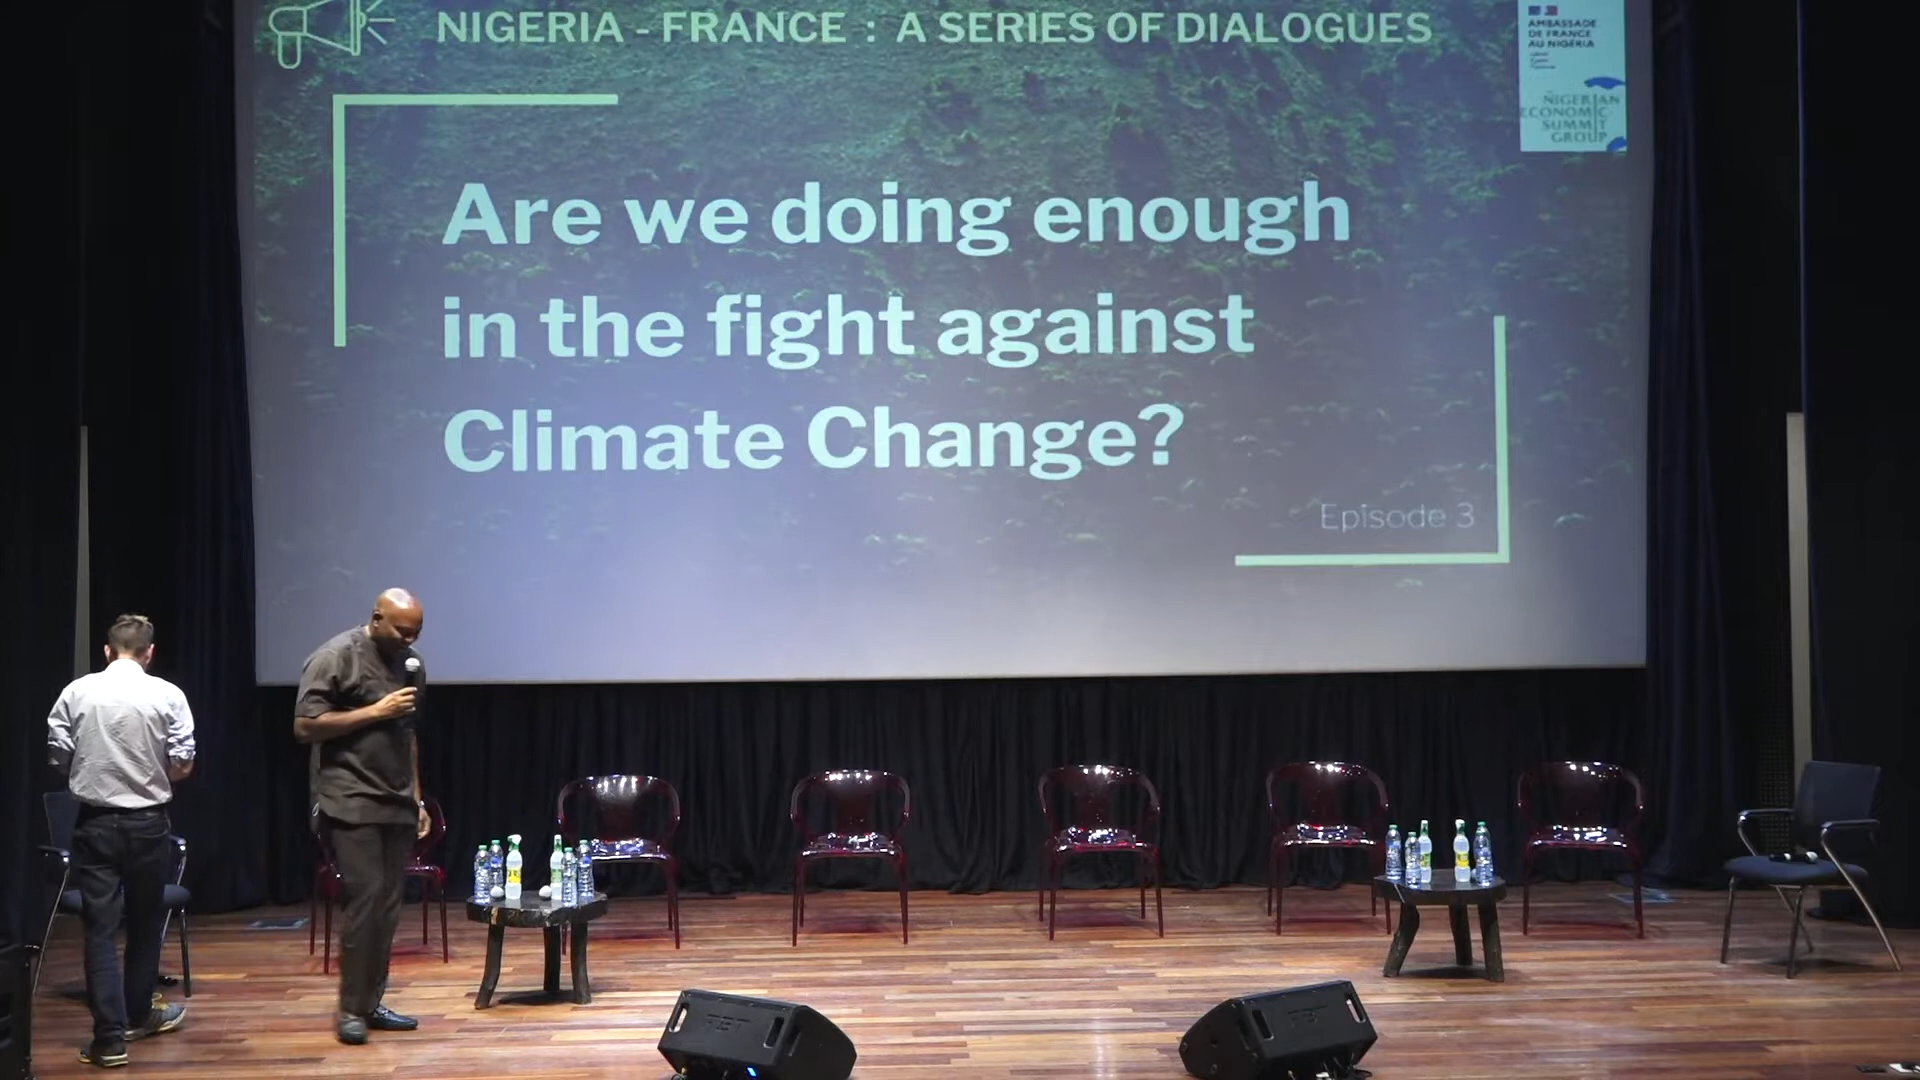 NIGERIA - FRANCE : A SERIES OF DIALOGUES
AMBASSADE
DE FRANCE
AU NIGÉRIA
NIGERIAN
ECONOMIC
SUMMIT
GROUP
Are we doing enough
in the fight against
Climate Change?
Episode 3